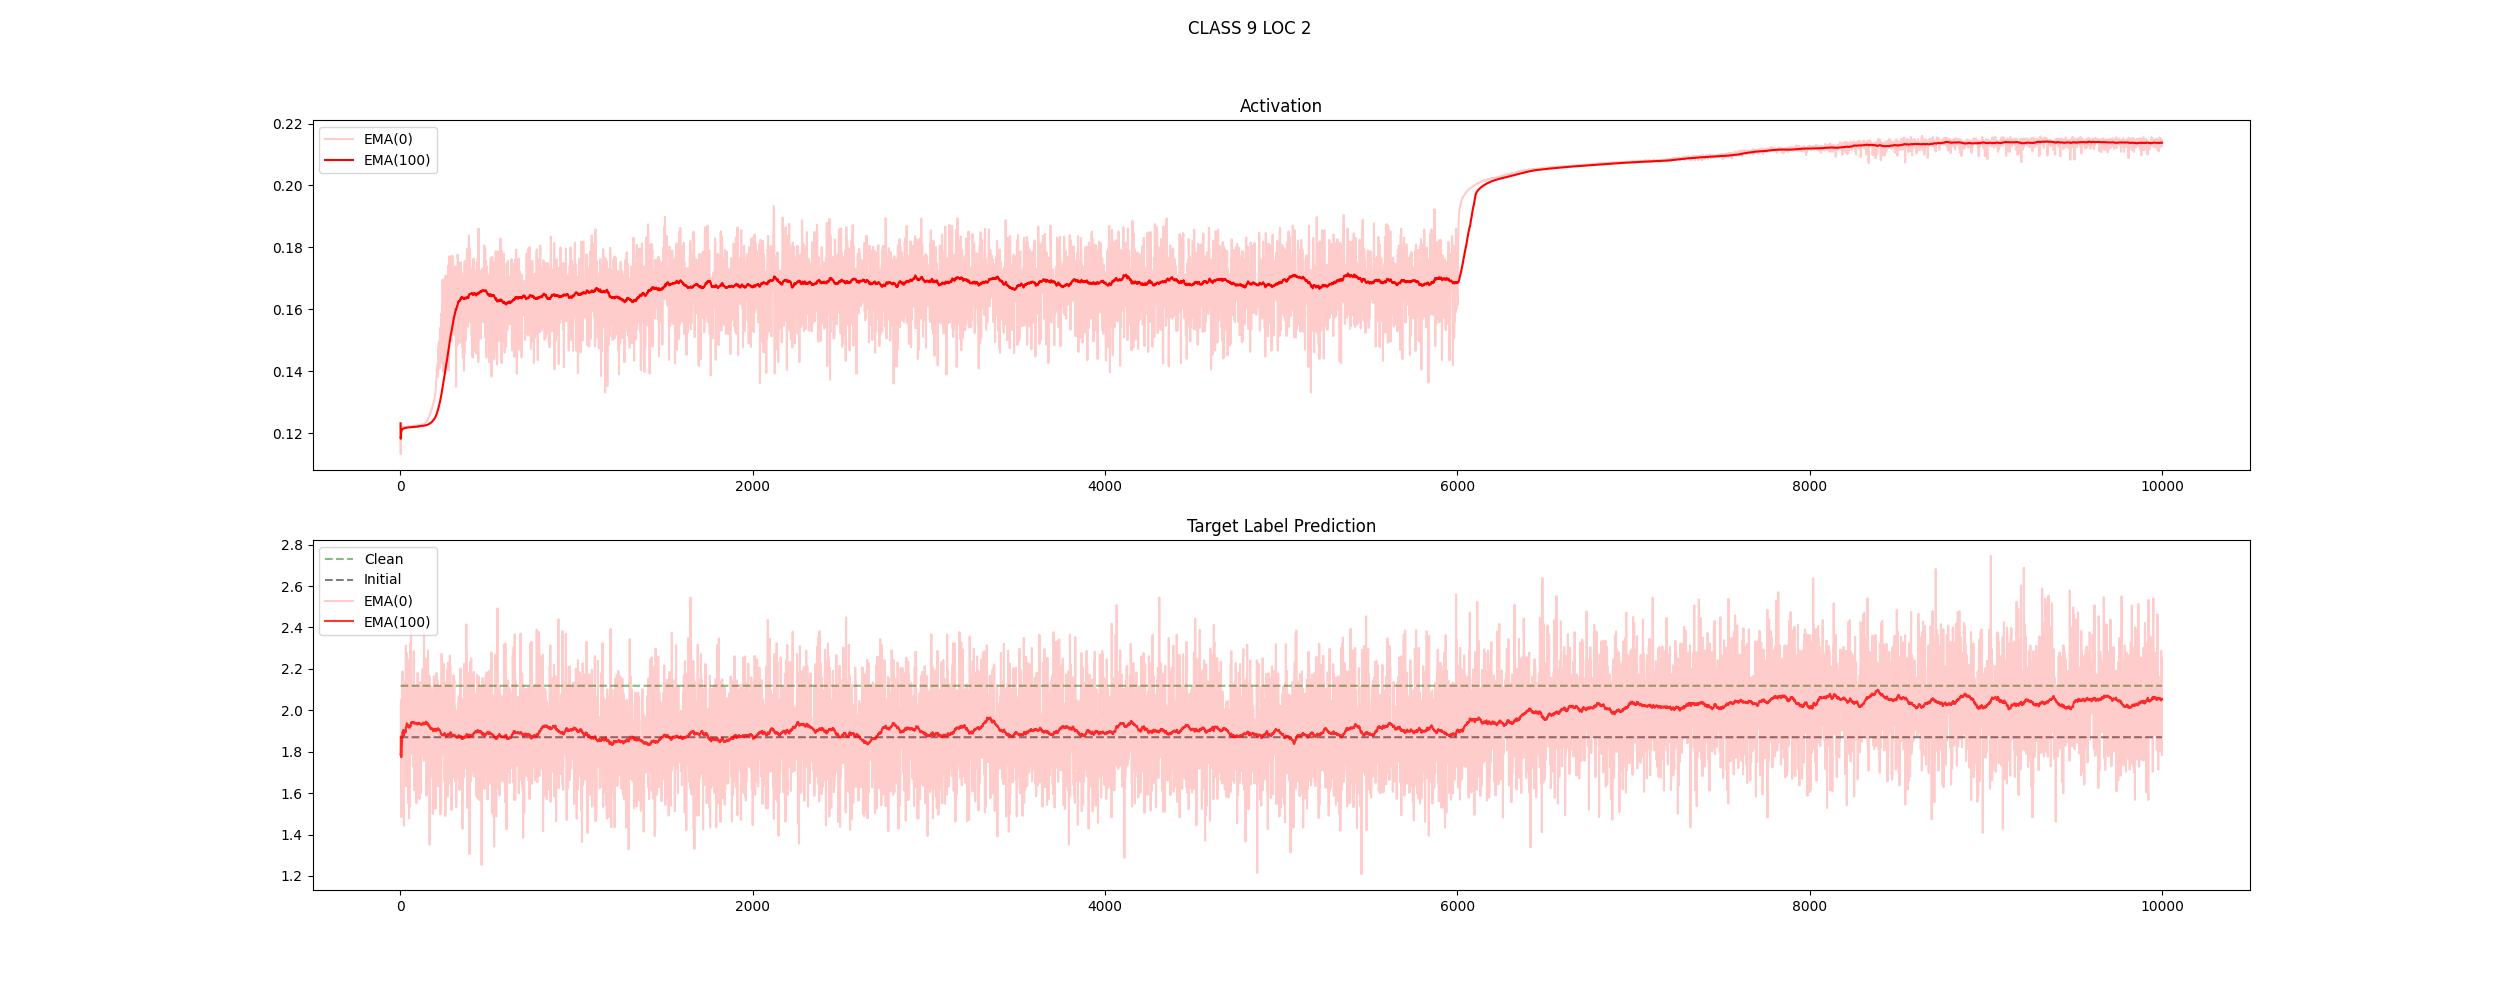 CLASS 9 LOC 2
Activation
EMA(0)
EMA(100)
0.22
0.20
0.18
0.16
0.14
0.12
0 2000 4000 6000 8000 10000
Target Label Prediction
Clean
Initial
EMA(0)
EMA(100)
2.8
2.6
2.4
2.2
2.0
1.8
1.6
1.4
1.2
0 2000 4000 6000 8000 10000